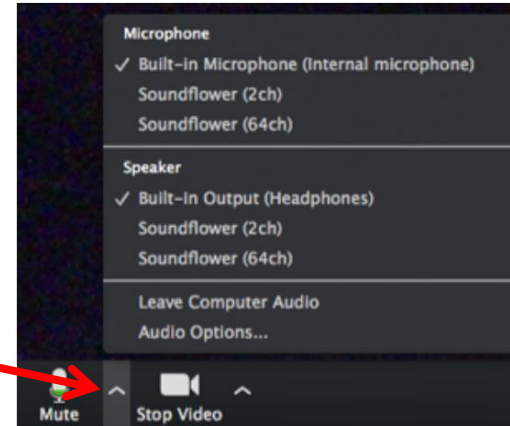 Microphone
✓ Built-in Microphone (Internal microphone)
Soundflower (2ch)
Soundflower (64ch)
Speaker
✓ Built-in Output (Headphones)
Soundflower (2ch)
Soundflower (64ch)
Leave Computer Audio
Audio Options...
Mute Stop Video